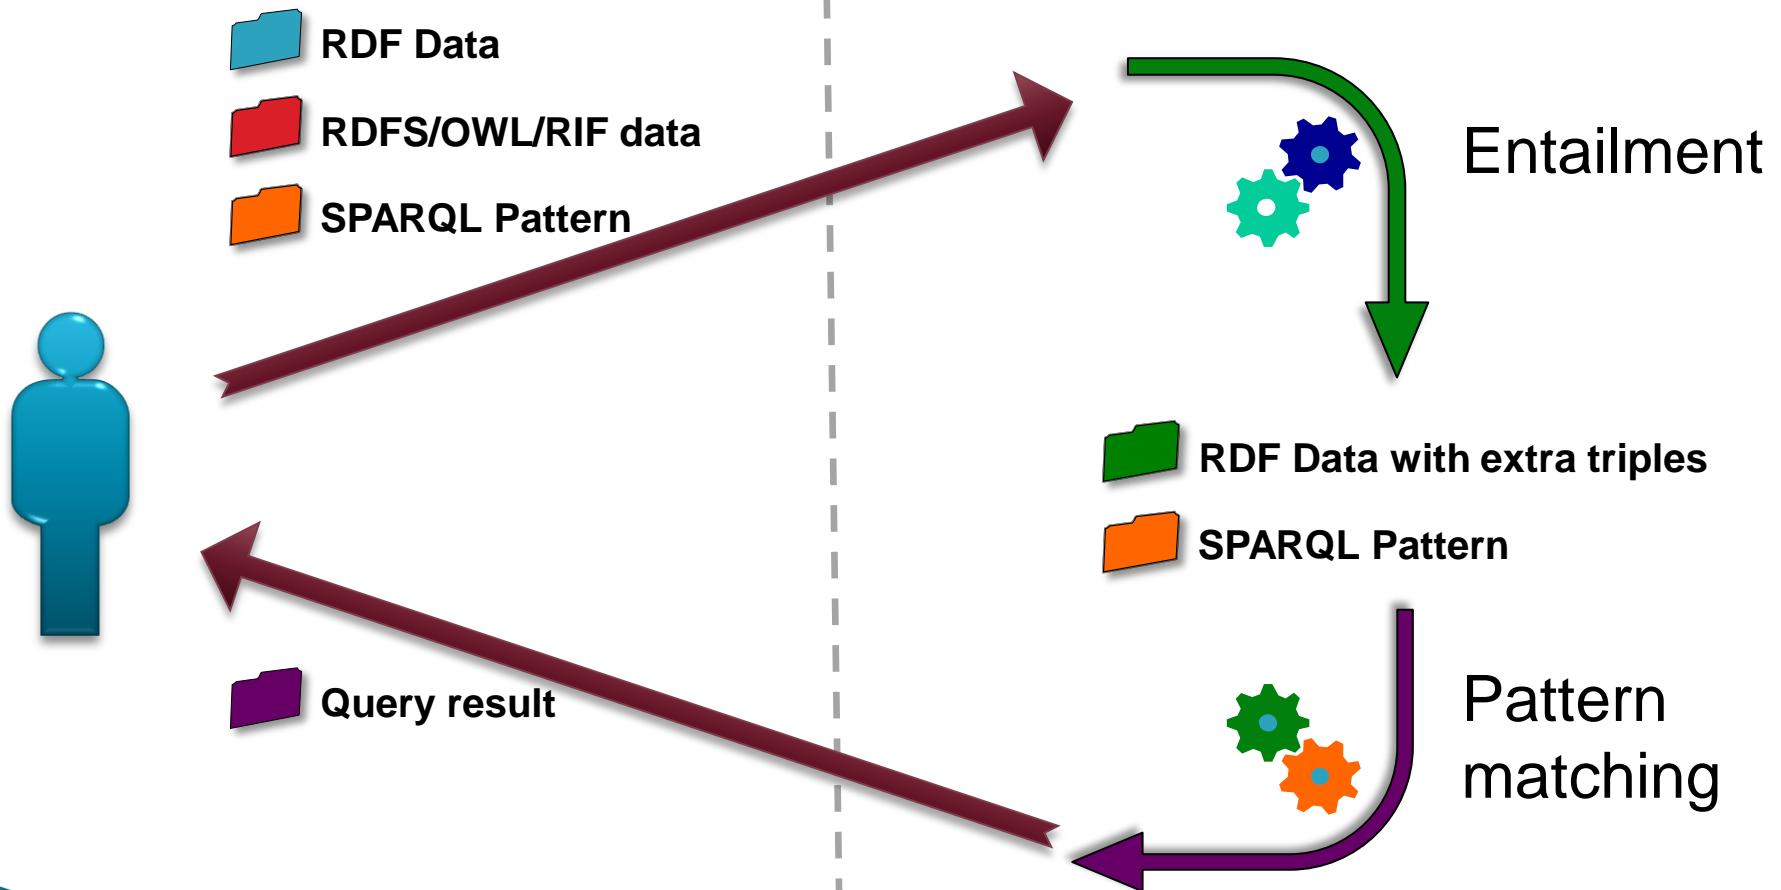 RDF Data
RDFS/OWL/RIF data
SPARQL Pattern
Entailment
RDF Data with extra triples
SPARQL Pattern
Query result
Pattern
matching